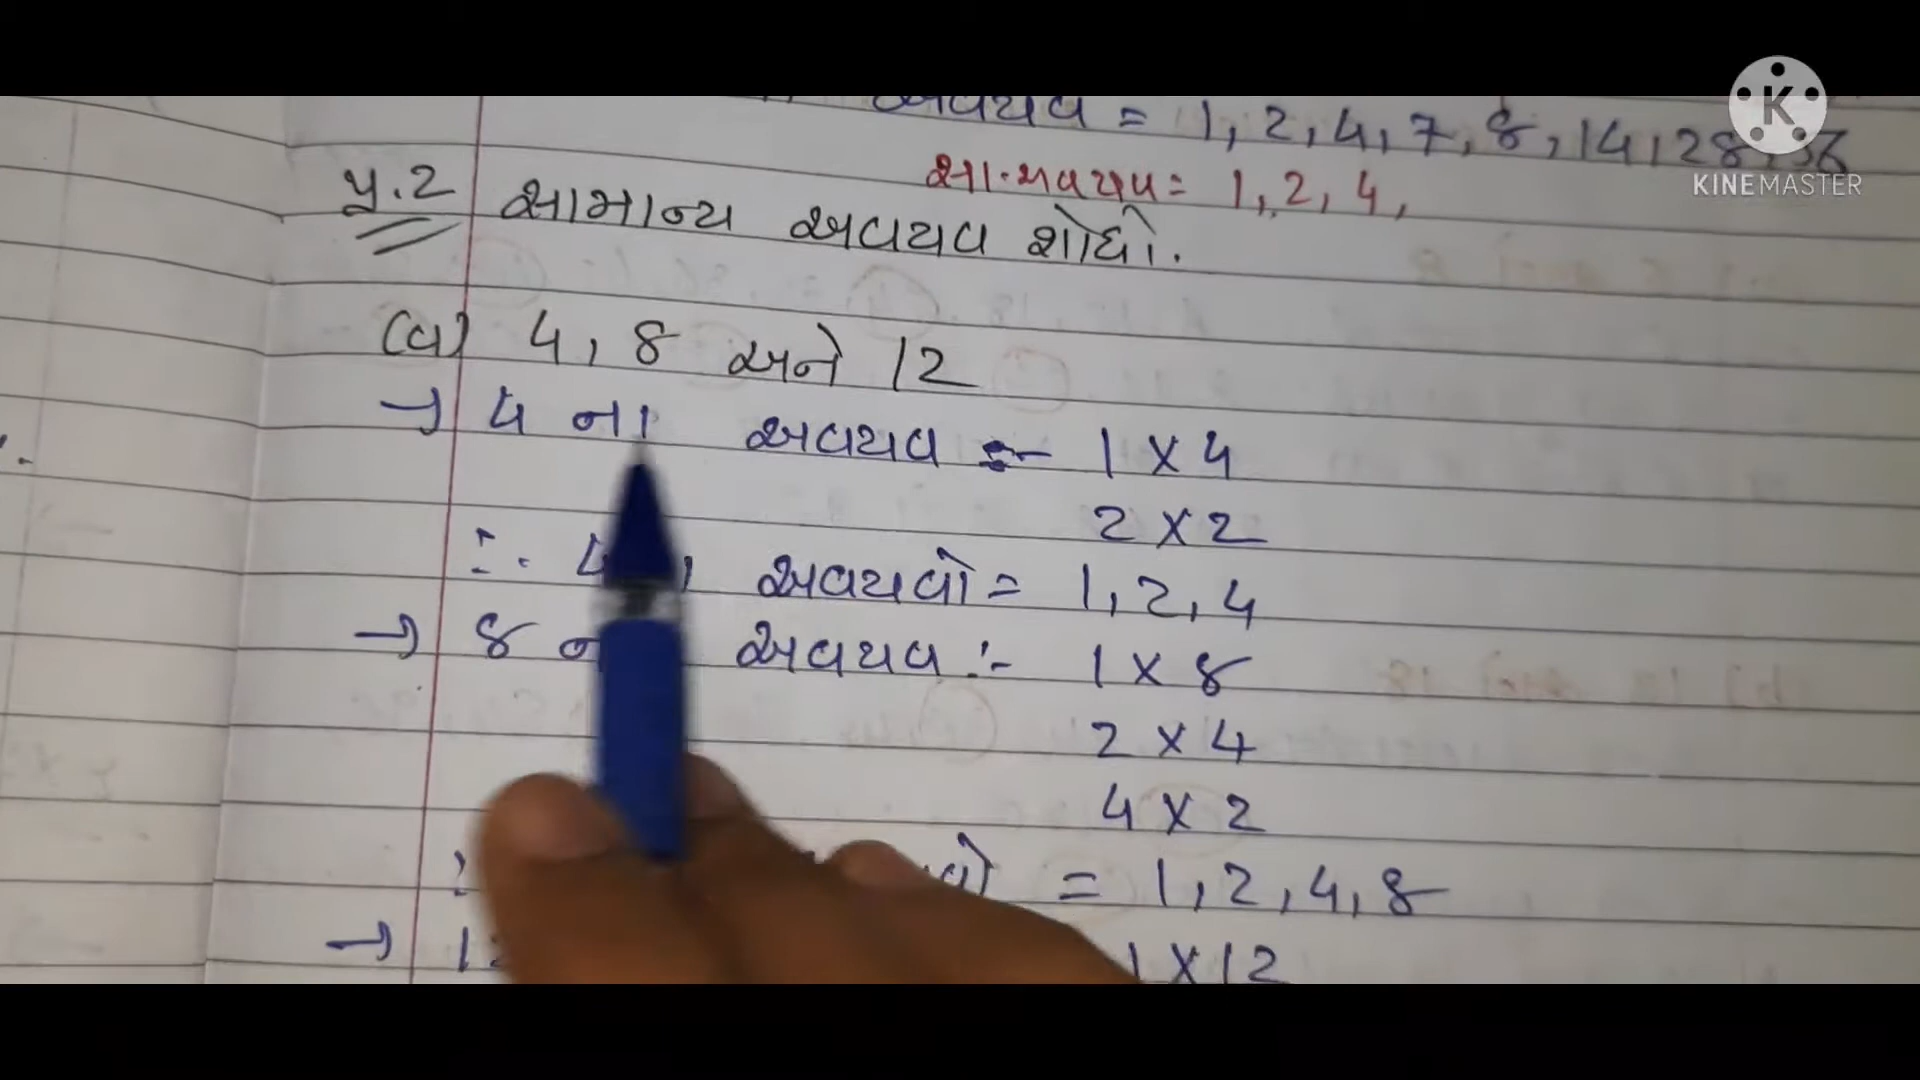 અવયવ = 1, 2, 4, 7, 8, 14, 28, 56
સા.અવયવ = 1, 2, 4,
પ્ર.2 સામાન્ય અવયવ શોધો.
(a) 4, 8 અને 12
→ 4 ના અવયવ :- 1 x 4
2 x 2
∴ 4 અવયવો = 1, 2, 4
→ 8 અવયવ :- 1 x 8
2 x 4
4 x 2
= 1, 2, 4, 8
→ 1 x 12
K
KINEMASTER